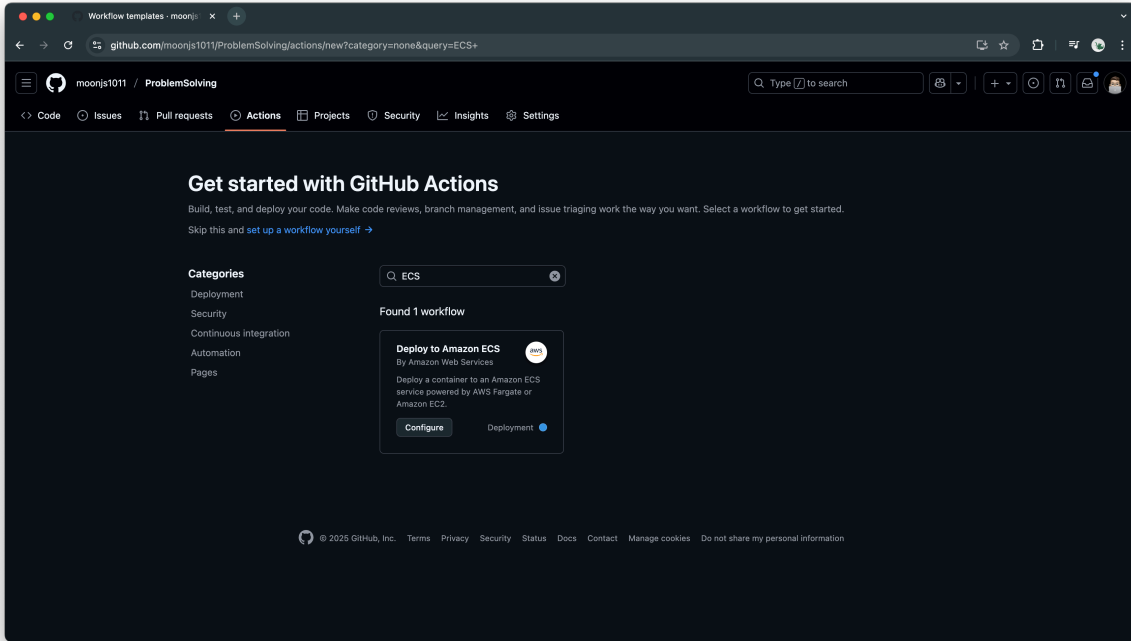 Workflow templates · moonjs1
github.com/moonjs1011/ProblemSolving/actions/new?category=none&query=ECS+
moonjs1011 / ProblemSolving
Type / to search
Code Issues Pull requests Actions Projects Security Insights Settings
Get started with GitHub Actions
Build, test, and deploy your code. Make code reviews, branch management, and issue triaging work the way you want. Select a workflow to get started.
Skip this and set up a workflow yourself →
Categories
Deployment
Security
Continuous integration
Automation
Pages
ECS
Found 1 workflow
Deploy to Amazon ECS
aws
By Amazon Web Services
Deploy a container to an Amazon ECS
service powered by AWS Fargate or
Amazon EC2.
Configure Deployment
© 2025 GitHub, Inc. Terms Privacy Security Status Docs Contact Manage cookies Do not share my personal information